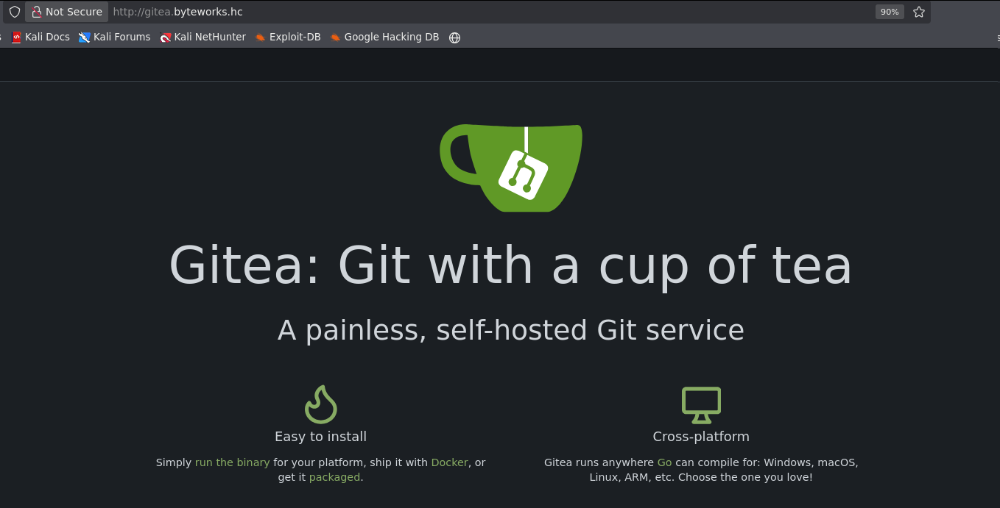 Not Secure http://gitea.byteworks.hc 90%
Kali Docs Kali Forums Kali NetHunter Exploit-DB Google Hacking DB
Gitea: Git with a cup of tea
A painless, self-hosted Git service
Easy to install
Simply run the binary for your platform, ship it with Docker, or
get it packaged.
Cross-platform
Gitea runs anywhere Go can compile for: Windows, macOS,
Linux, ARM, etc. Choose the one you love!